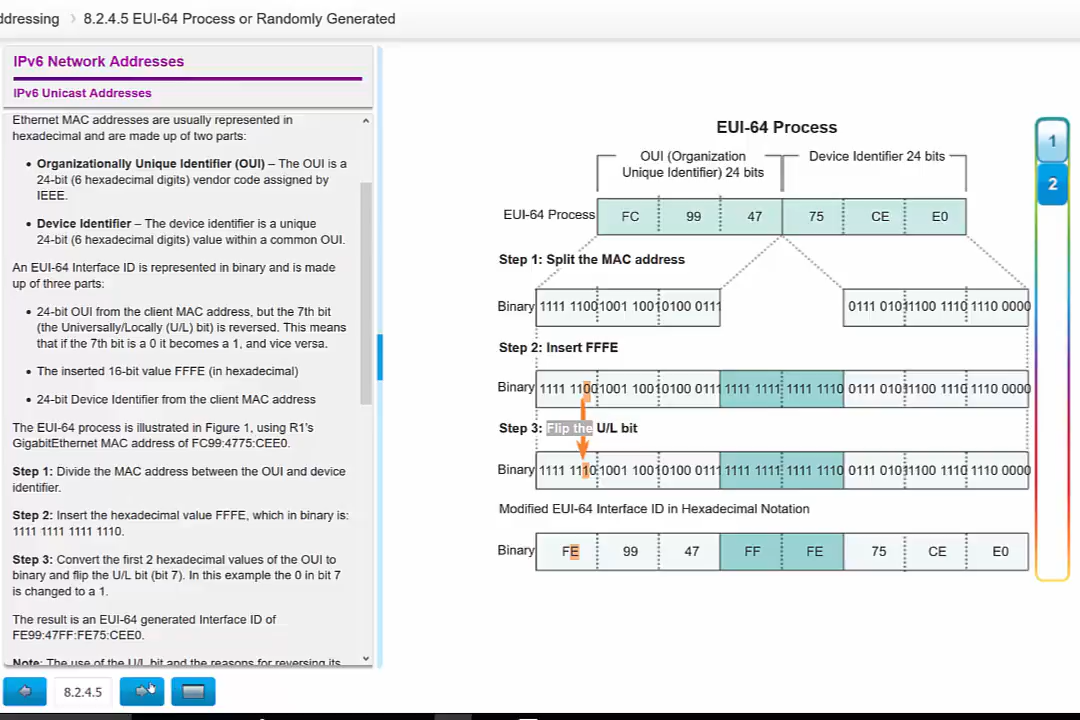 ddressing > 8.2.4.5 EUI-64 Process or Randomly Generated
IPv6 Network Addresses
IPv6 Unicast Addresses
Ethernet MAC addresses are usually represented in
hexadecimal and are made up of two parts:
• Organizationally Unique Identifier (OUI) – The OUI is a
24-bit (6 hexadecimal digits) vendor code assigned by
IEEE.
• Device Identifier – The device identifier is a unique
24-bit (6 hexadecimal digits) value within a common OUI.
An EUI-64 Interface ID is represented in binary and is made
up of three parts:
• 24-bit OUI from the client MAC address, but the 7th bit
(the Universally/Locally (U/L) bit) is reversed. This means
that if the 7th bit is a 0 it becomes a 1, and vice versa.
• The inserted 16-bit value FFFE (in hexadecimal)
• 24-bit Device Identifier from the client MAC address
The EUI-64 process is illustrated in Figure 1, using R1's
GigabitEthernet MAC address of FC99:4775:CEE0.
Step 1: Divide the MAC address between the OUI and device
identifier.
Step 2: Insert the hexadecimal value FFFE, which in binary is:
1111 1111 1111 1110.
Step 3: Convert the first 2 hexadecimal values of the OUI to
binary and flip the U/L bit (bit 7). In this example the 0 in bit 7
is changed to a 1.
The result is an EUI-64 generated Interface ID of
FE99:47FF:FE75:CEE0.
Note: The use of the U/L bit and the reasons for reversing its
8.2.4.5
EUI-64 Process
OUI (Organization
Unique Identifier) 24 bits
Device Identifier 24 bits
EUI-64 Process FC 99 47 75 CE E0
Step 1: Split the MAC address
Binary 1111 1100 1001 1001 0100 0111 0111 0101 1100 1110 1110 0000
Step 2: Insert FFFE
Binary 1111 1100 1001 1001 0100 0111 1111 1111 1111 1110 0111 0101 1100 1110 1110 0000
Step 3: Flip the U/L bit
Binary 1111 1110 1001 1001 0100 0111 1111 1111 1111 1110 0111 0101 1100 1110 1110 0000
Modified EUI-64 Interface ID in Hexadecimal Notation
Binary FE 99 47 FF FE 75 CE E0
1
2